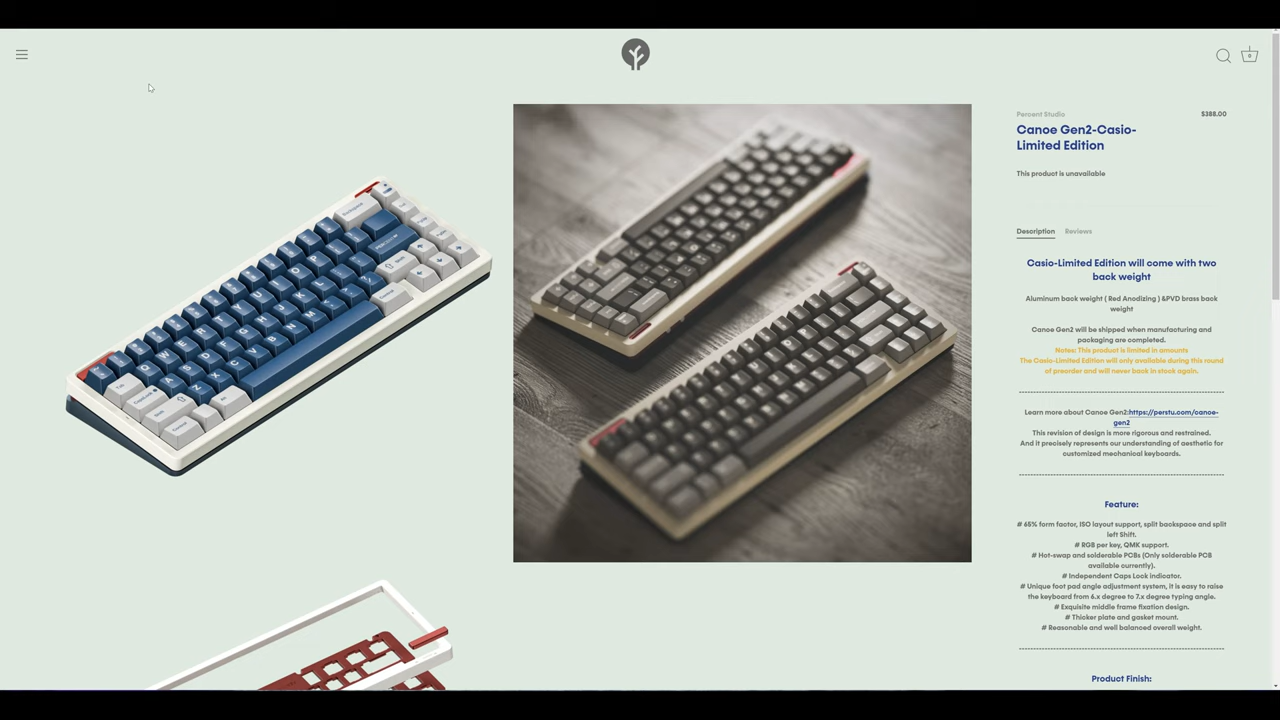 0
Percent Studio
$388.00
Canoe Gen2-Casio-
Limited Edition
This product is unavailable
Description Reviews
Casio-Limited Edition will come with two
back weight
Aluminum back weight ( Red Anodizing ) &PVD brass back
weight
Canoe Gen2 will be shipped when manufacturing and
packaging are completed.
Notes: This product is limited in amounts
The Casio-Limited Edition will only available during this round
of preorder and will never back in stock again.
Learn more about Canoe Gen2:https://perstu.com/canoe-
gen2
This revision of design is more rigorous and restrained.
And it precisely represents our understanding of aesthetic for
customized mechanical keyboards.
Feature:
# 65% form factor, ISO layout support, split backspace and split
left Shift.
# RGB per key, QMK support.
# Hot-swap and solderable PCBs (Only solderable PCB
available currently).
# Independent Caps Lock indicator.
# Unique foot pad angle adjustment system, it is easy to raise
the keyboard from 6.x degree to 7.x degree typing angle.
# Exquisite middle frame fixation design.
# Thicker plate and gasket mount.
# Reasonable and well balanced overall weight.
Product Finish: